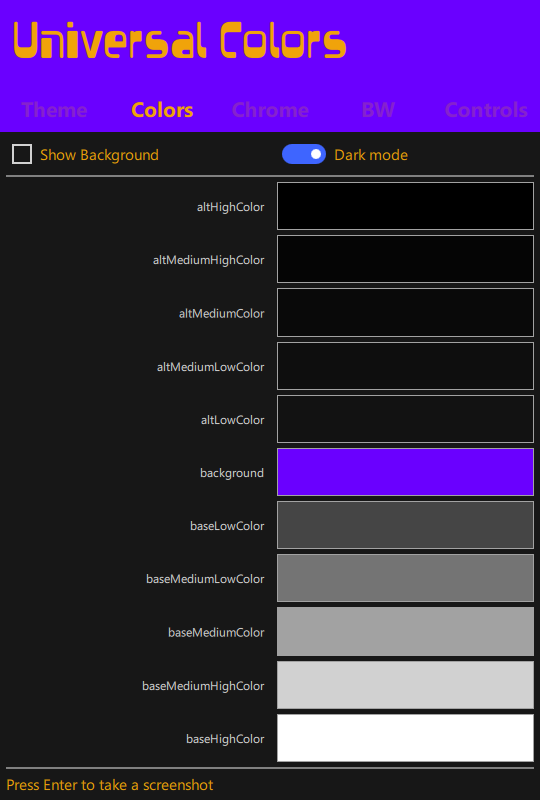 Universal Colors
Theme Colors Chrome BW Controls
Show Background Dark mode
altHighColor
altMediumHighColor
altMediumColor
altMediumLowColor
altLowColor
background
baseLowColor
baseMediumLowColor
baseMediumColor
baseMediumHighColor
baseHighColor
Press Enter to take a screenshot